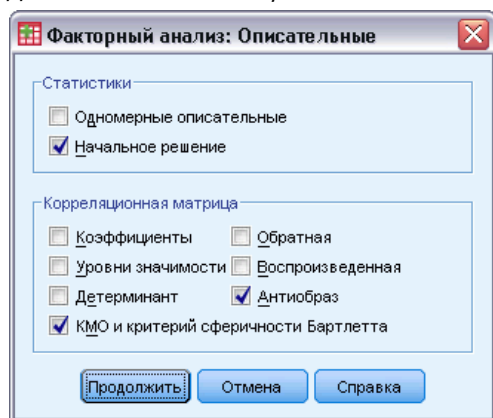 Факторный анализ: Описательные
Статистики
Одномерные описательные
Начальное решение
Корреляционная матрица
Коэффициенты Обратная
Уровни значимости Воспроизведенная
Детерминант Антиобраз
КМО и критерий сферичности Бартлетта
Продолжить Отмена Справка